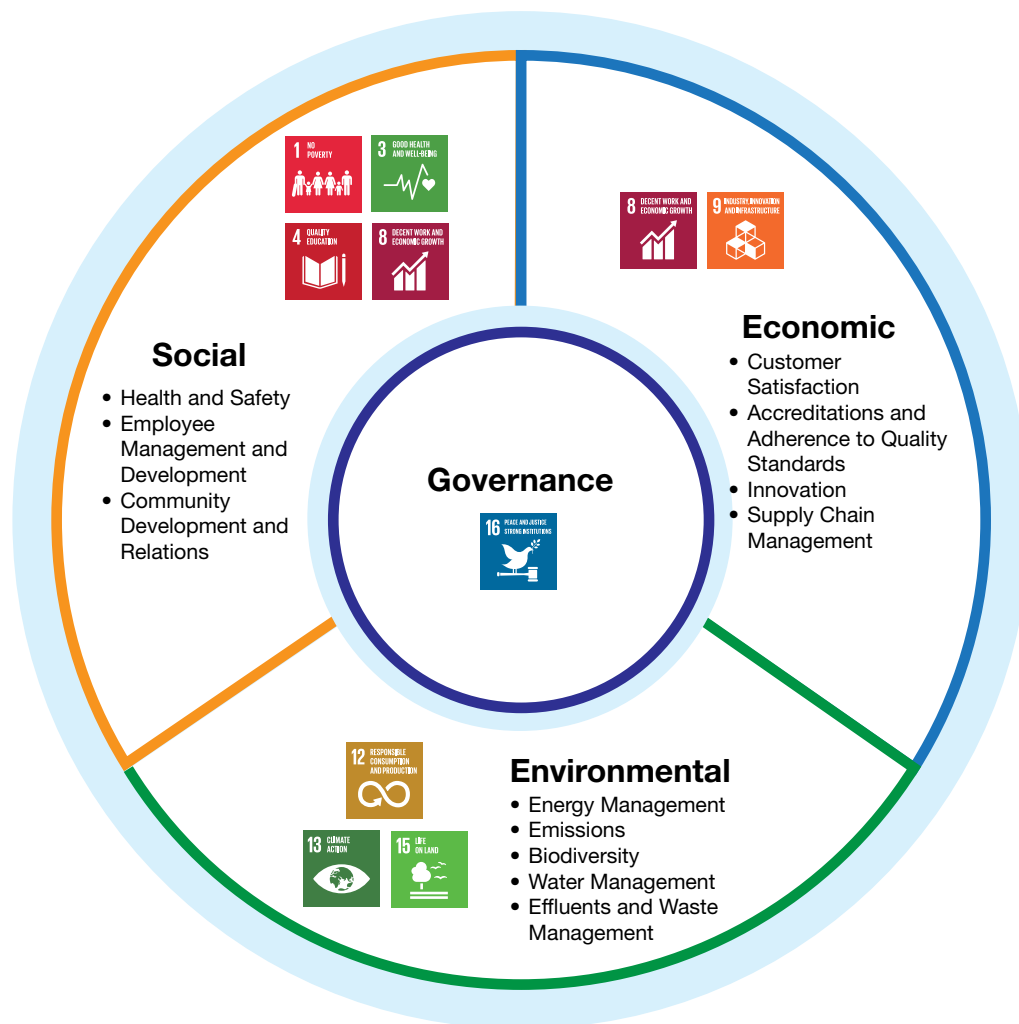 1 NO
POVERTY
3 GOOD HEALTH
AND WELL-BEING
4 QUALITY
EDUCATION
8 DECENT WORK AND
ECONOMIC GROWTH
Social
• Health and Safety
• Employee
Management and
Development
• Community
Development and
Relations
8 DECENT WORK AND
ECONOMIC GROWTH
9 INDUSTRY, INNOVATION
AND INFRASTRUCTURE
Economic
• Customer
Satisfaction
• Accreditations and
Adherence to Quality
Standards
• Innovation
• Supply Chain
Management
Governance
16 PEACE AND JUSTICE
STRONG INSTITUTIONS
12 RESPONSIBLE
CONSUMPTION
AND PRODUCTION
13 CLIMATE
ACTION
15 LIFE
ON LAND
Environmental
• Energy Management
• Emissions
• Biodiversity
• Water Management
• Effluents and Waste
Management